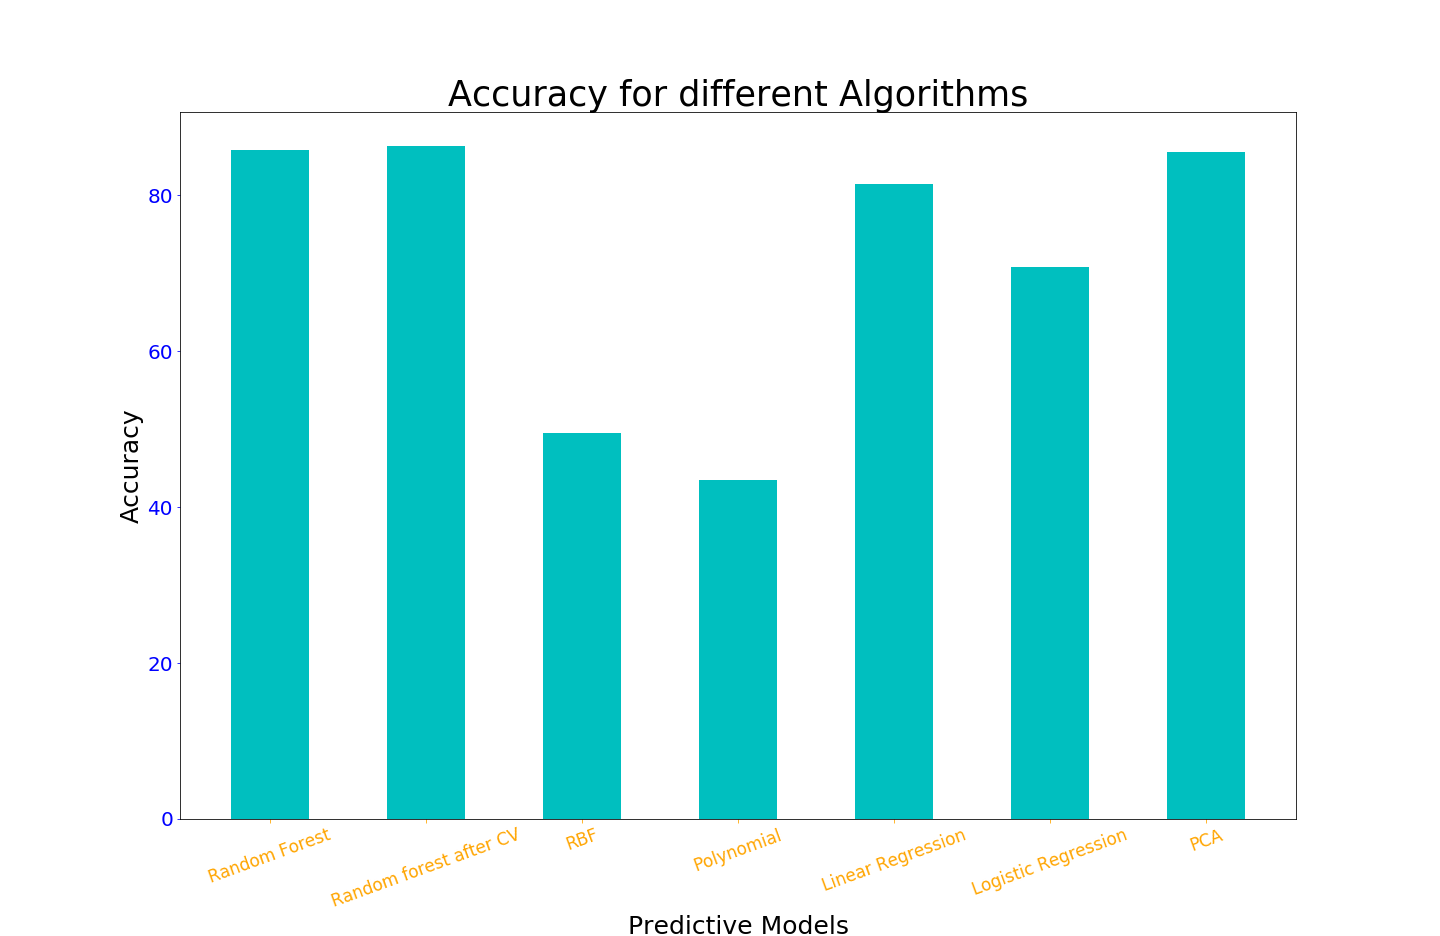 Accuracy for different Algorithms
80
60
40
20
0
Accuracy
Random Forest
Random forest after CV
RBF
Polynomial
Linear Regression
Logistic Regression
PCA
Predictive Models